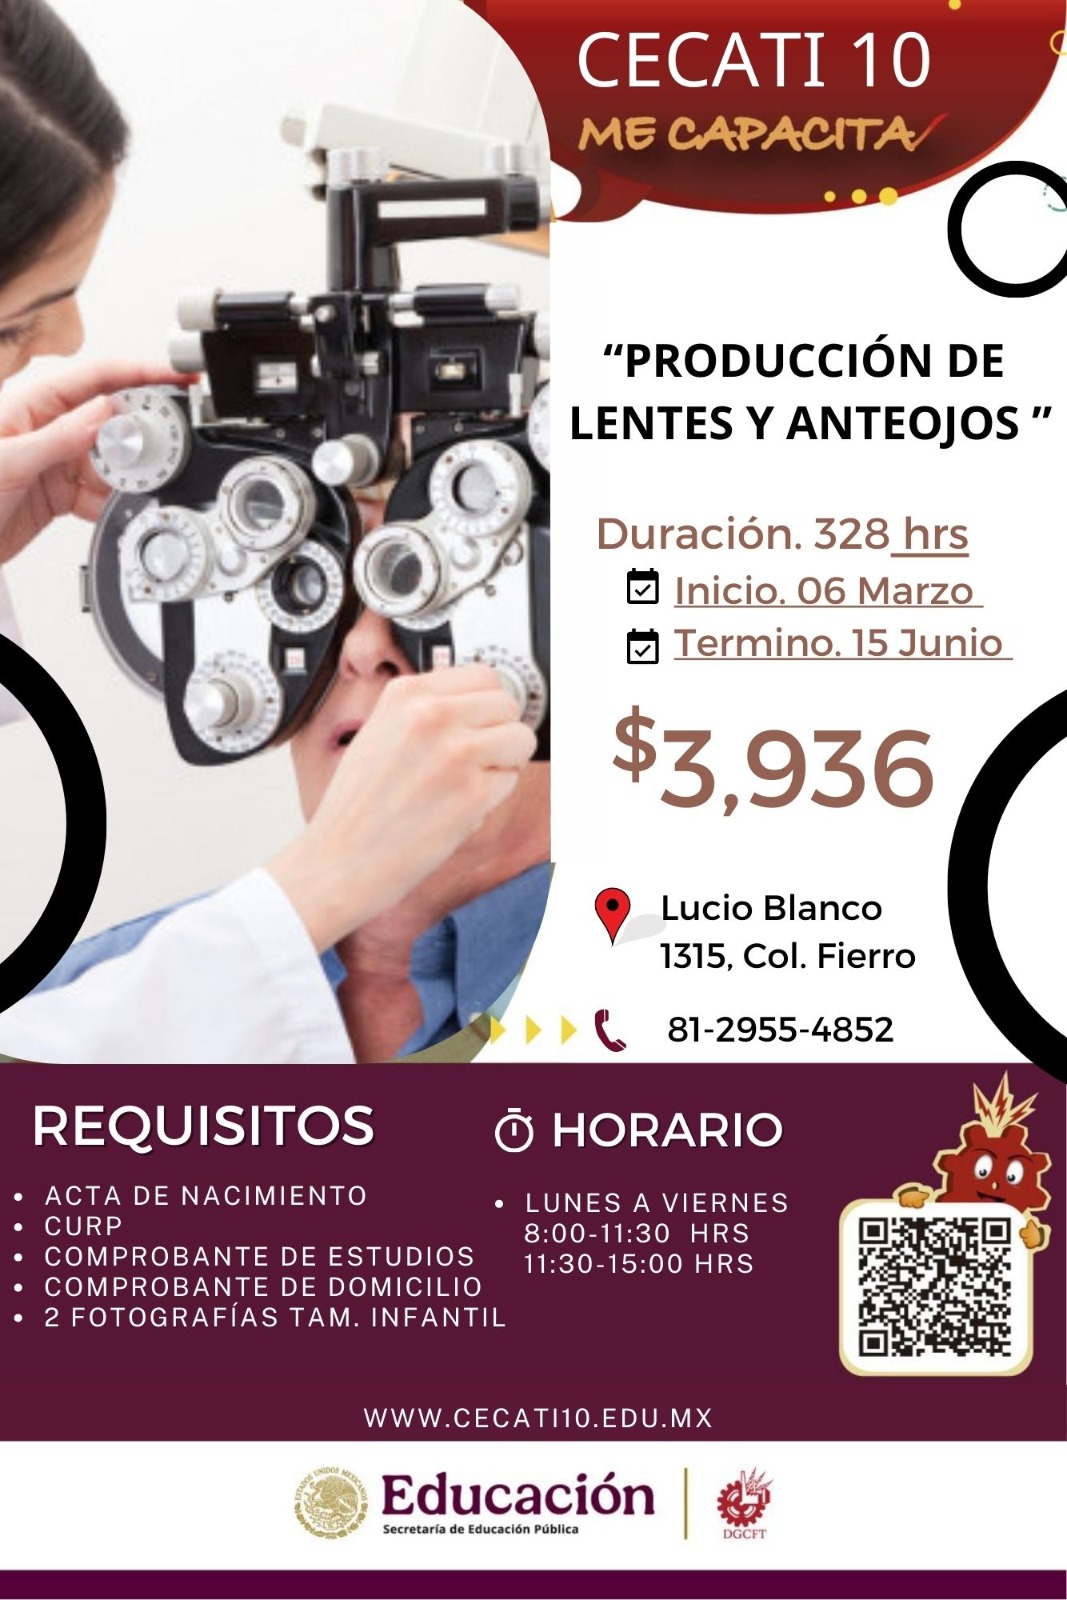 CECATI 10
ME CAPACITA
“PRODUCCIÓN DE
LENTES Y ANTEOJOS ”
Duración. 328 hrs
Inicio. 06 Marzo
Termino. 15 Junio
$3,936
Lucio Blanco
1315, Col. Fierro
81-2955-4852
REQUISITOS
• ACTA DE NACIMIENTO
• CURP
• COMPROBANTE DE ESTUDIOS
• COMPROBANTE DE DOMICILIO
• 2 FOTOGRAFÍAS TAM. INFANTIL
HORARIO
• LUNES A VIERNES
8:00-11:30 HRS
11:30-15:00 HRS
WWW.CECATI10.EDU.MX
ESTADOS UNIDOS MEXICANOS
Educación
Secretaría de Educación Pública
DGCFT